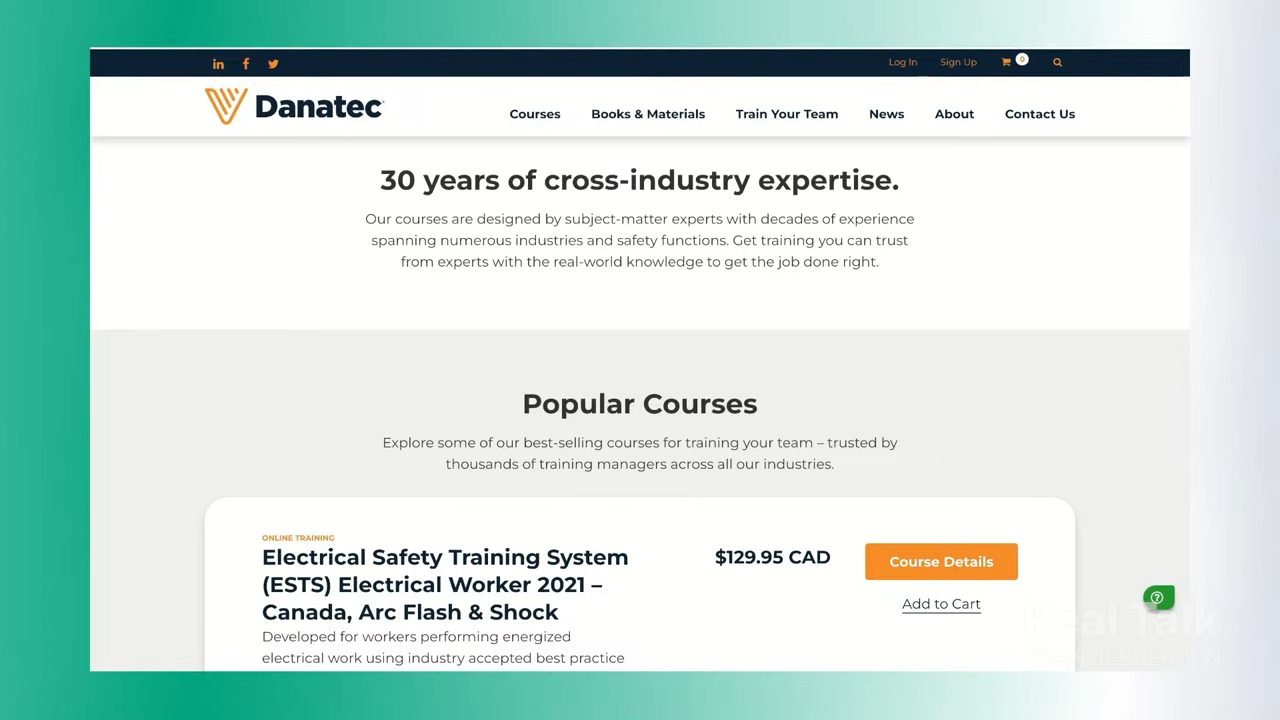 Log In Sign Up 0
Danatec
Courses Books & Materials Train Your Team News About Contact Us
30 years of cross-industry expertise.
Our courses are designed by subject-matter experts with decades of experience
spanning numerous industries and safety functions. Get training you can trust
from experts with the real-world knowledge to get the job done right.
Popular Courses
Explore some of our best-selling courses for training your team – trusted by
thousands of training managers across all our industries.
ONLINE TRAINING
Electrical Safety Training System
(ESTS) Electrical Worker 2021 –
Canada, Arc Flash & Shock
$129.95 CAD
Course Details
Add to Cart
Developed for workers performing energized
electrical work using industry accepted best practice
Real Talk